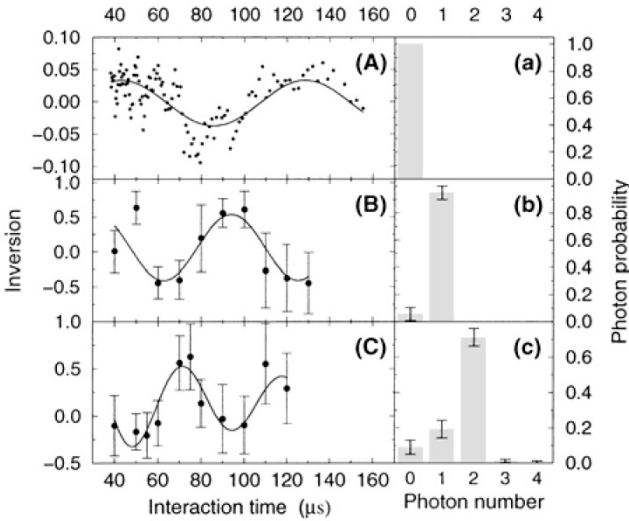 40 60 80 100 120 140 160 0 1 2 3 4
0.10 (A) (a) 1.0
0.05 0.8
0.00 0.6
−0.05 0.4
−0.10 0.2
1.0 (B) (b) 0.0
0.5 0.8
0.0 0.6
−0.5 0.4
0.2
1.0 (C) (c) 0.0
0.5 0.6
0.4
0.0 0.2
−0.5 0.0
40 60 80 100 120 140 160 0 1 2 3 4
Interaction time (μs) Photon number
Inversion
Photon probability